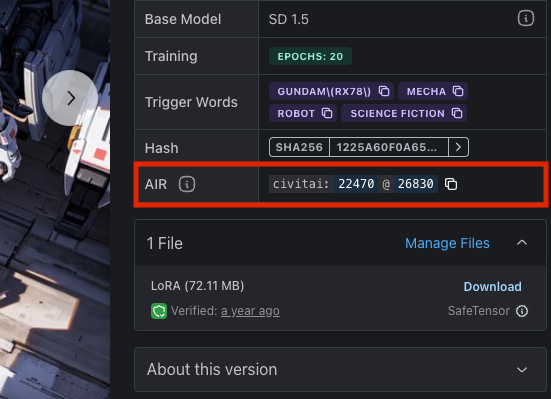 Base Model SD 1.5
Training EPOCHS: 20
Trigger Words GUNDAM\(RX78\) MECHA
ROBOT SCIENCE FICTION
Hash SHA256 1225A60F0A65...
AIR civitai: 22470 @ 26830
1 File Manage Files
LoRA (72.11 MB) Download
Verified: a year ago SafeTensor
About this version